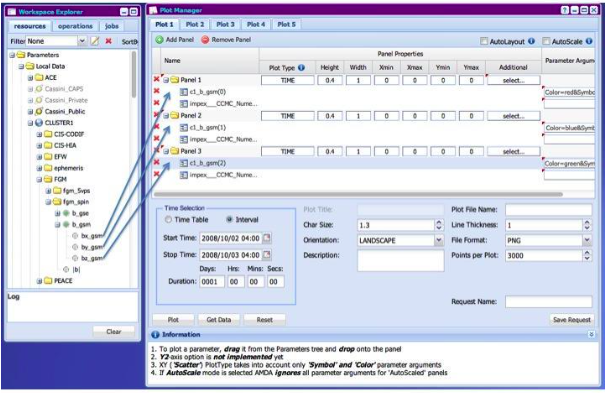 Workspace Explorer
resources operations jobs
Filter None
Parameters
Local Data
ACE
Cassini_CAPS
Cassini_Private
Cassini_Public
CLUSTER1
CIS-CODIF
CIS-HEA
EFW
ephemeris
FGM
fgm_5vps
fgm_spin
b_gse
b_gsm
bx_gsm
by_gsm
bz_gsm
|b|
PEACE
Log
Clear
Plot Manager
Plot 1 Plot 2 Plot 3 Plot 4 Plot 5
Add Panel Remove Panel AutoLayout AutoScale
Panel Properties
Name Plot Type Height Width Xmin Xmax Ymin Ymax Additional Parameter Argum
Panel 1 TIME 0.4 1 0 0 0 0 select...
c1_b_gsm(0) Color=red&Symbo
impex___CCMC_Nume...
Panel 2 TIME 0.4 1 0 0 0 0 select...
c1_b_gsm(1) Color=blue&Symb
impex___CCMC_Nume...
Panel 3 TIME 0.4 1 0 0 0 0 select...
c1_b_gsm(2) Color=green&Sym
impex___CCMC_Nume...
Time Selection
Time Table Interval
Start Time: 2008/10/02 04:00
Stop Time: 2008/10/03 04:00
Days: Hrs: Mins: Secs:
Duration: 0001 00 00 00
Plot Title: Plot File Name:
Char Size: 1.3 Line Thickness: 1
Orientation: LANDSCAPE File Format: PNG
Description: Points per Plot: 3000
Request Name:
Plot Get Data Reset Save Request
Information
1. To plot a parameter, drag it from the Parameters tree and drop onto the panel
2. Y2-axis option is not implemented yet
3. XY ('Scatter') PlotType takes into account only 'Symbol' and 'Color' parameter arguments
4. If AutoScale mode is selected AMDA ignores all parameter arguments for 'AutoScaled' panels